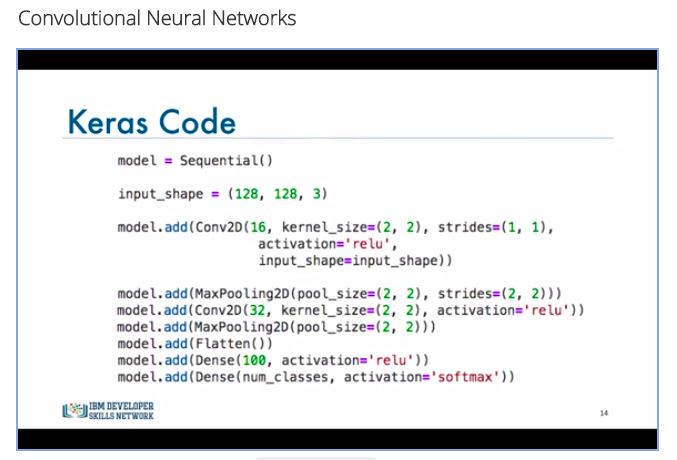 Convolutional Neural Networks
Keras Code
model = Sequential()
input_shape = (128, 128, 3)
model.add(Conv2D(16, kernel_size=(2, 2), strides=(1, 1),
activation='relu',
input_shape=input_shape))
model.add(MaxPooling2D(pool_size=(2, 2), strides=(2, 2)))
model.add(Conv2D(32, kernel_size=(2, 2), activation='relu'))
model.add(MaxPooling2D(pool_size=(2, 2)))
model.add(Flatten())
model.add(Dense(100, activation='relu'))
model.add(Dense(num_classes, activation='softmax'))
IBM DEVELOPER
SKILLS NETWORK
14